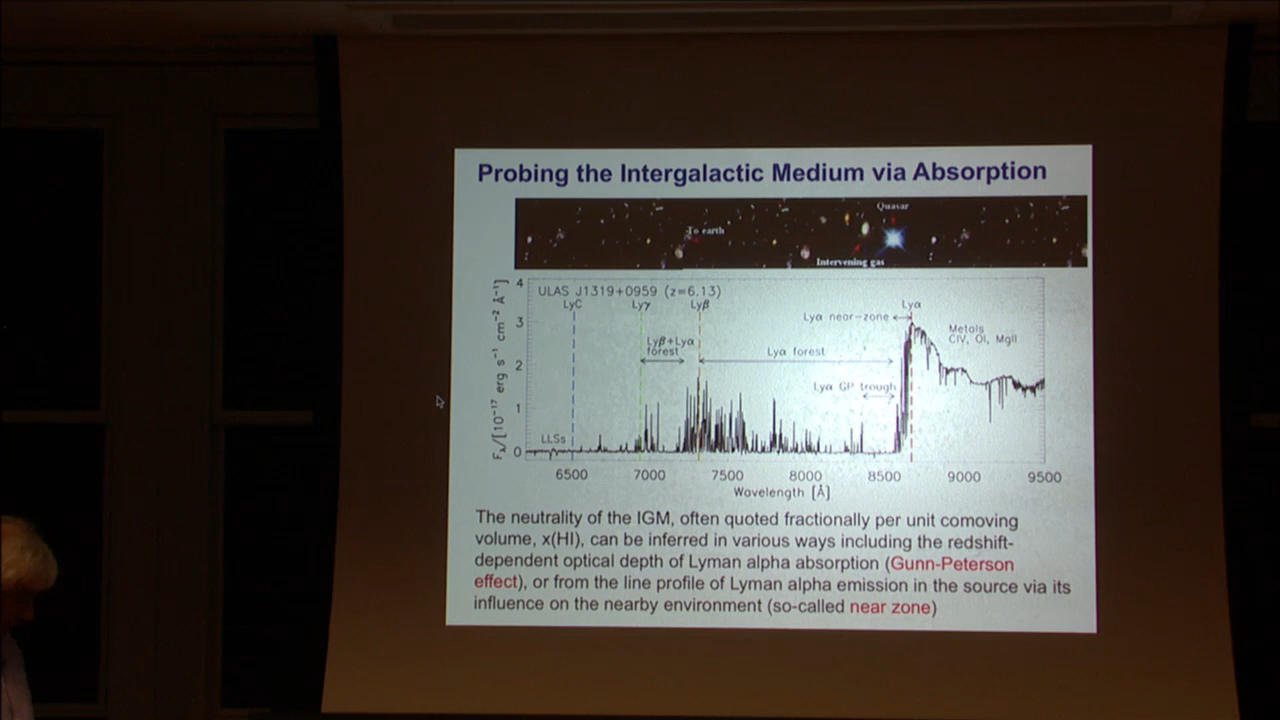 Probing the Intergalactic Medium via Absorption
Quasar
To earth
Intervening gas
ULAS J1319+0959 (z=6.13)
LyC Lyγ Lyβ Lyα
Lyα near-zone
Metals
CIV, OI, MgII
Lyβ+Lyα
forest
Lyα forest
Lyα GP trough
LLSs
F_λ/[10⁻¹⁷ erg s⁻¹ cm⁻² Å⁻¹]
4
3
2
1
0
6500 7000 7500 8000 8500 9000 9500
Wavelength [Å]
The neutrality of the IGM, often quoted fractionally per unit comoving
volume, x(HI), can be inferred in various ways including the redshift-
dependent optical depth of Lyman alpha absorption (Gunn-Peterson
effect), or from the line profile of Lyman alpha emission in the source via its
influence on the nearby environment (so-called near zone)